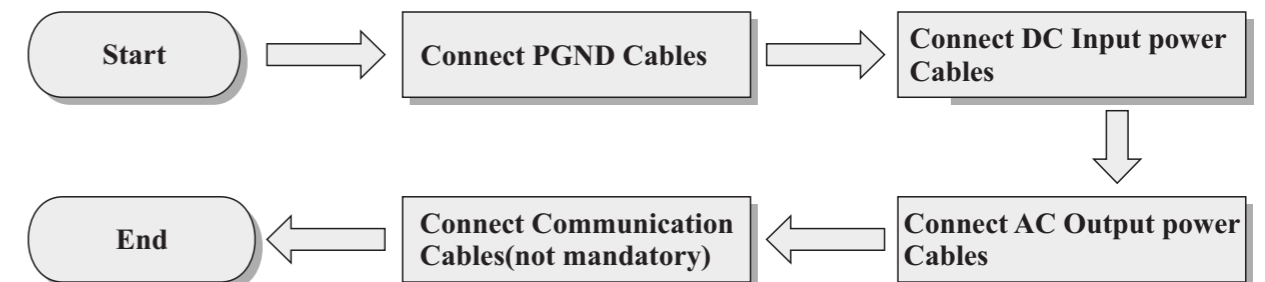 Start
Connect PGND Cables
Connect DC Input power
Cables
Connect AC Output power
Cables
Connect Communication
Cables(not mandatory)
End